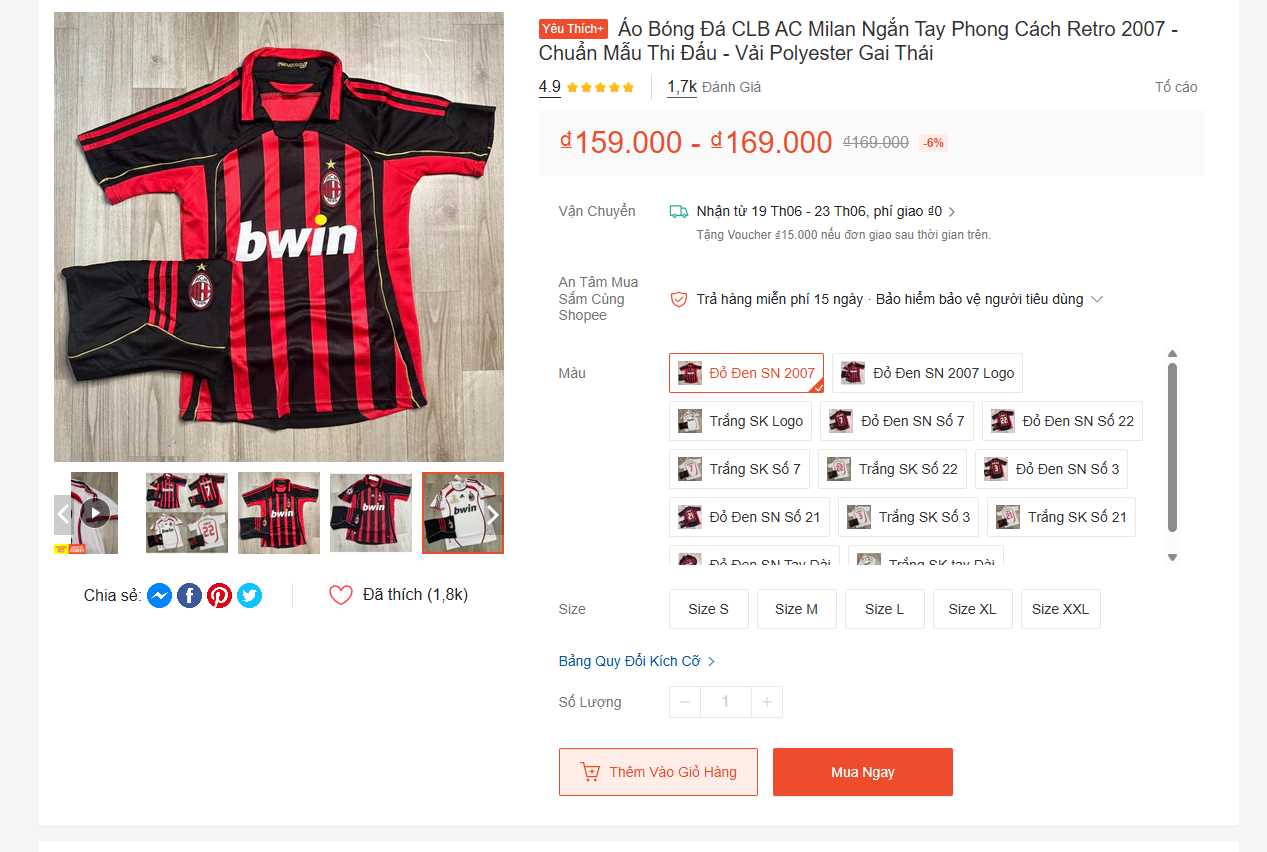 Yêu Thích+ Áo Bóng Đá CLB AC Milan Ngắn Tay Phong Cách Retro 2007 -
Chuẩn Mẫu Thi Đấu - Vải Polyester Gai Thái
4.9
1,7k Đánh Giá
Tố cáo
₫159.000 - ₫169.000 ₫169.000 -6%
bwin
Vận Chuyển
Nhận từ 19 Th06 - 23 Th06, phí giao ₫0
Tặng Voucher ₫15.000 nếu đơn giao sau thời gian trên.
An Tâm Mua
Sắm Cùng
Shopee
Trả hàng miễn phí 15 ngày · Bảo hiểm bảo vệ người tiêu dùng
Màu
Đỏ Đen SN 2007
Đỏ Đen SN 2007 Logo
Trắng SK Logo
Đỏ Đen SN Số 7
Đỏ Đen SN Số 22
Trắng SK Số 7
Trắng SK Số 22
Đỏ Đen SN Số 3
Đỏ Đen SN Số 21
Trắng SK Số 3
Trắng SK Số 21
Đỏ Đen SN Tay Dài
Trắng SK tay Dài
Size
Size S
Size M
Size L
Size XL
Size XXL
Bảng Quy Đổi Kích Cỡ
Số Lượng
1
Thêm Vào Giỏ Hàng
Mua Ngay
bwin
bwin
bwin
Chia sẻ:
Đã thích (1,8k)